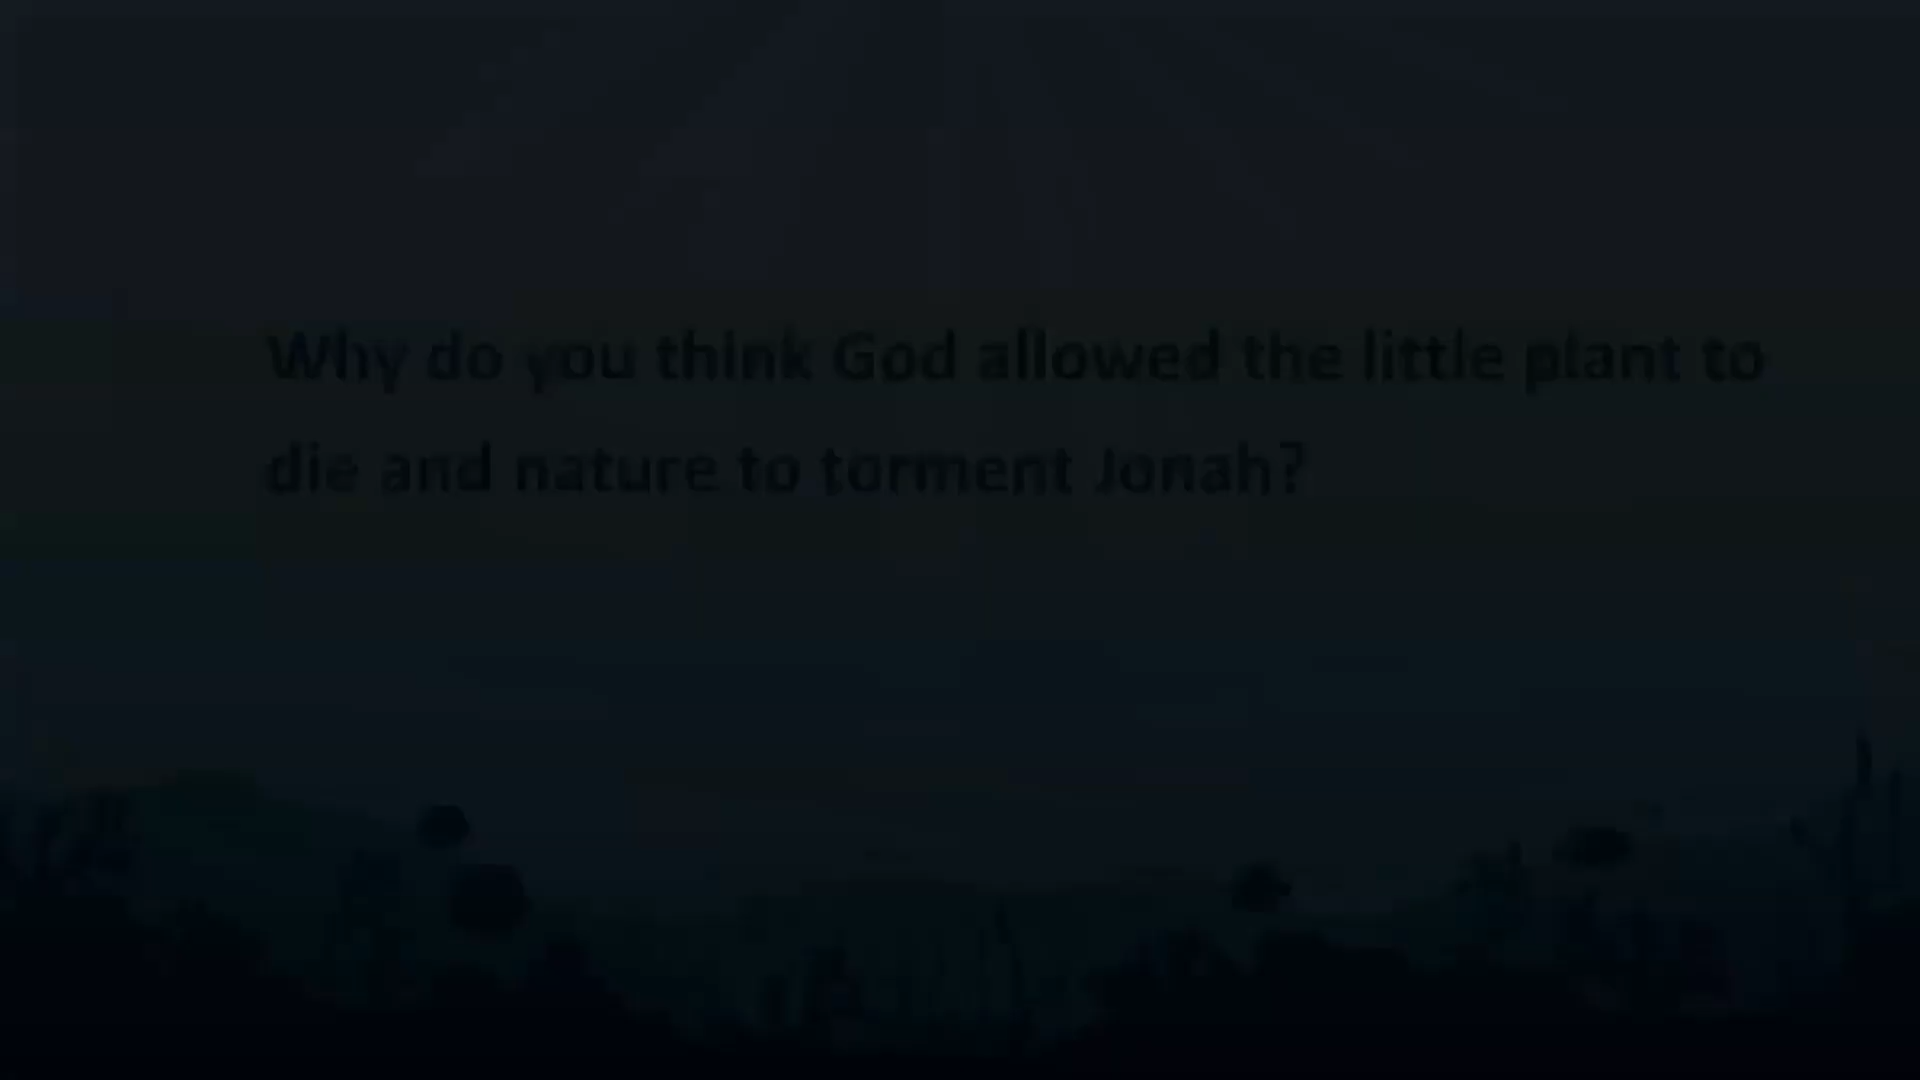 Why do you think God allowed the little plant to
die and nature to torment Jonah?